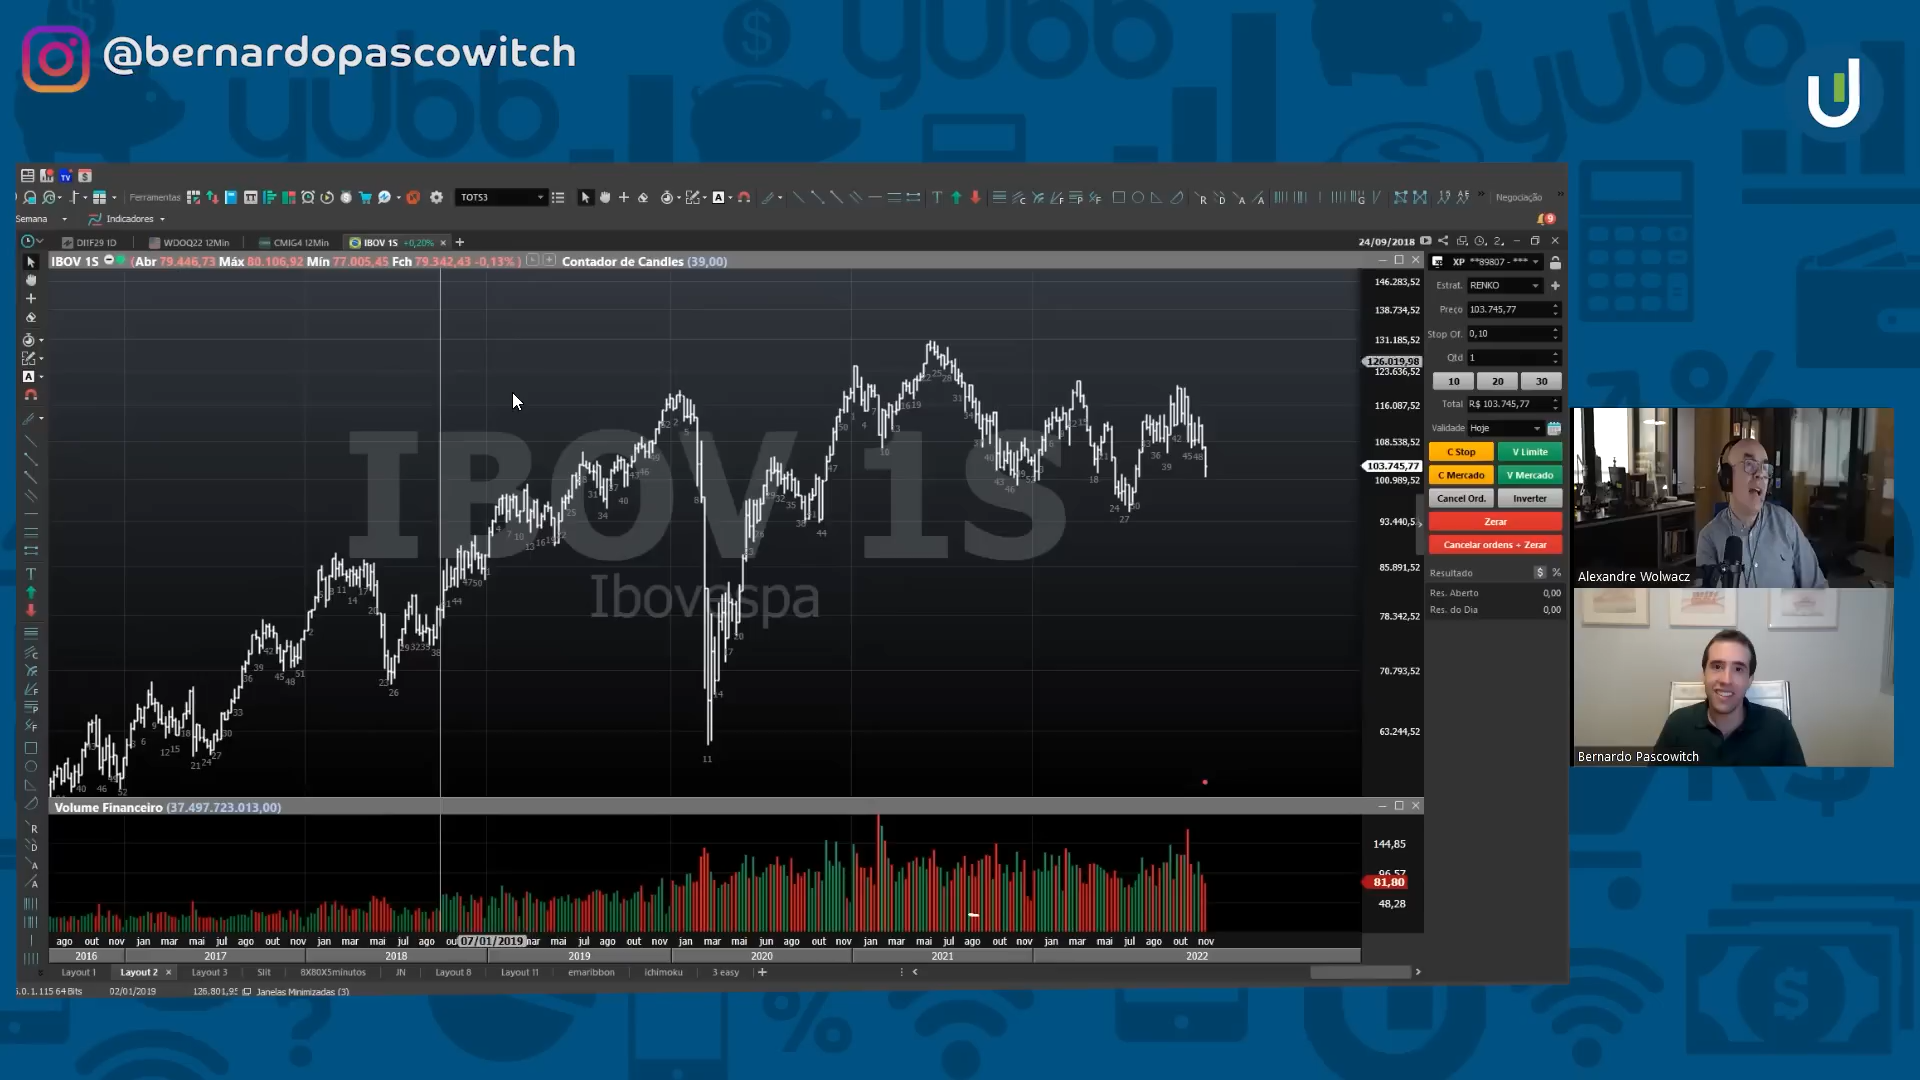 @bernardopascowitch
Ferramentas
TOTS3
Negociação
Semana
Indicadores
DI1F29 1D
WDOQ22 12Min
CMIG4 12Min
IBOV 1S +0,20%
24/09/2018
IBOV 1S
(Abr 79.446,73 Máx 80.106,92 Mín 77.005,45 Fch 79.342,43 -0,13% )
Contador de Candles (39,00)
XP **89807 - ***
Estrat. RENKO
Preço 103.745,77
Stop Of. 0,10
Qtd 1
10 20 30
Total R$ 103.745,77
Validade Hoje
C Stop V Limite
C Mercado V Mercado
Cancel Ord. Inverter
Zerar
Cancelar ordens + Zerar
Resultado $ %
Res. Aberto 0,00
Res. do Dia 0,00
146.283,52
138.734,52
131.185,52
126.019,98
123.636,52
116.087,52
108.538,52
103.745,77
100.989,52
93.440,5
85.891,52
78.342,52
70.793,52
63.244,52
IBOV 1S
Ibovespa
Volume Financeiro (37.497.723.013,00)
144,85
96,57
81,80
48,28
ago out nov jan mar mai jul ago out nov jan mar mai jul ago ou 07/01/2019 mar mai jul ago out nov jan mar mai jun ago out nov jan mar mai jul ago out nov jan mar mai jul ago out nov
2016 2017 2018 2019 2020 2021 2022
Layout 1 Layout 2 Layout 3 Slit 8X80X5minutos JN Layout 8 Layout 11 emaribbon ichimoku 3 easy
5.0.1.115 64 Bits 02/01/2019 126.801,95 Janelas Minimizadas (3)
Alexandre Wolwacz
Bernardo Pascowitch